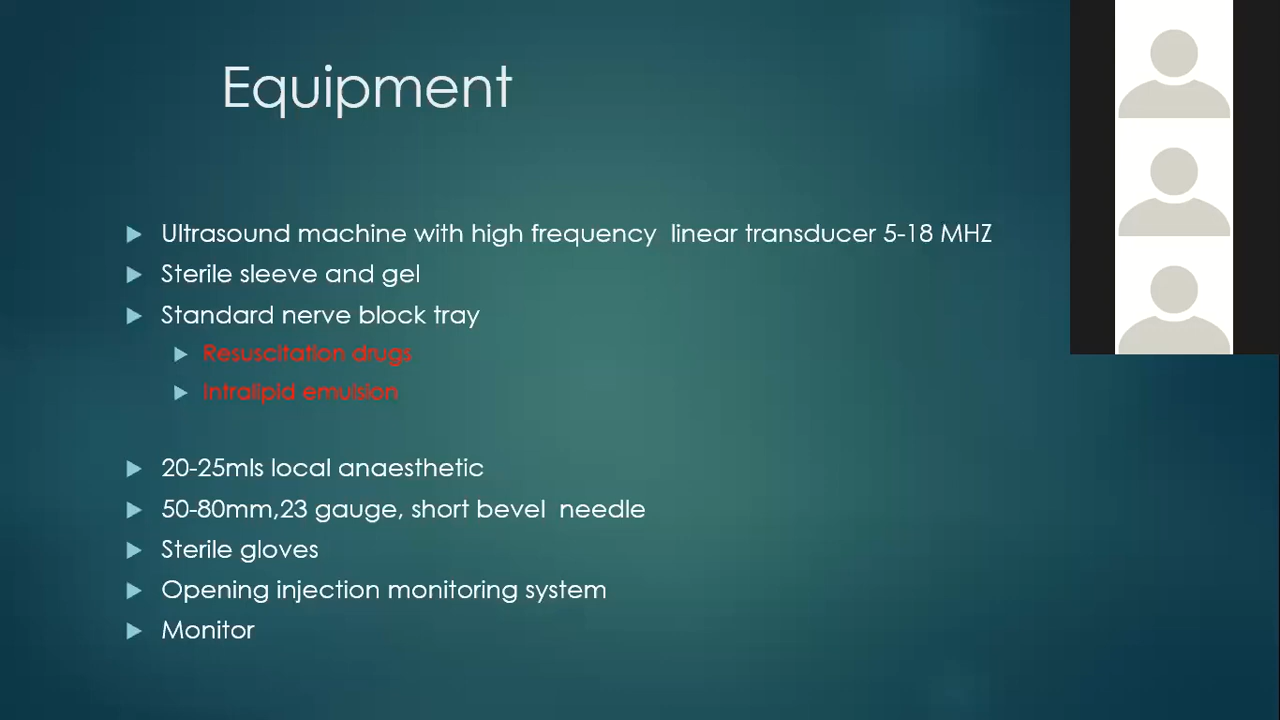 Equipment
Ultrasound machine with high frequency linear transducer 5-18 MHZ
Sterile sleeve and gel
Standard nerve block tray
Resuscitation drugs
Intralipid emulsion
20-25mls local anaesthetic
50-80mm,23 gauge, short bevel needle
Sterile gloves
Opening injection monitoring system
Monitor